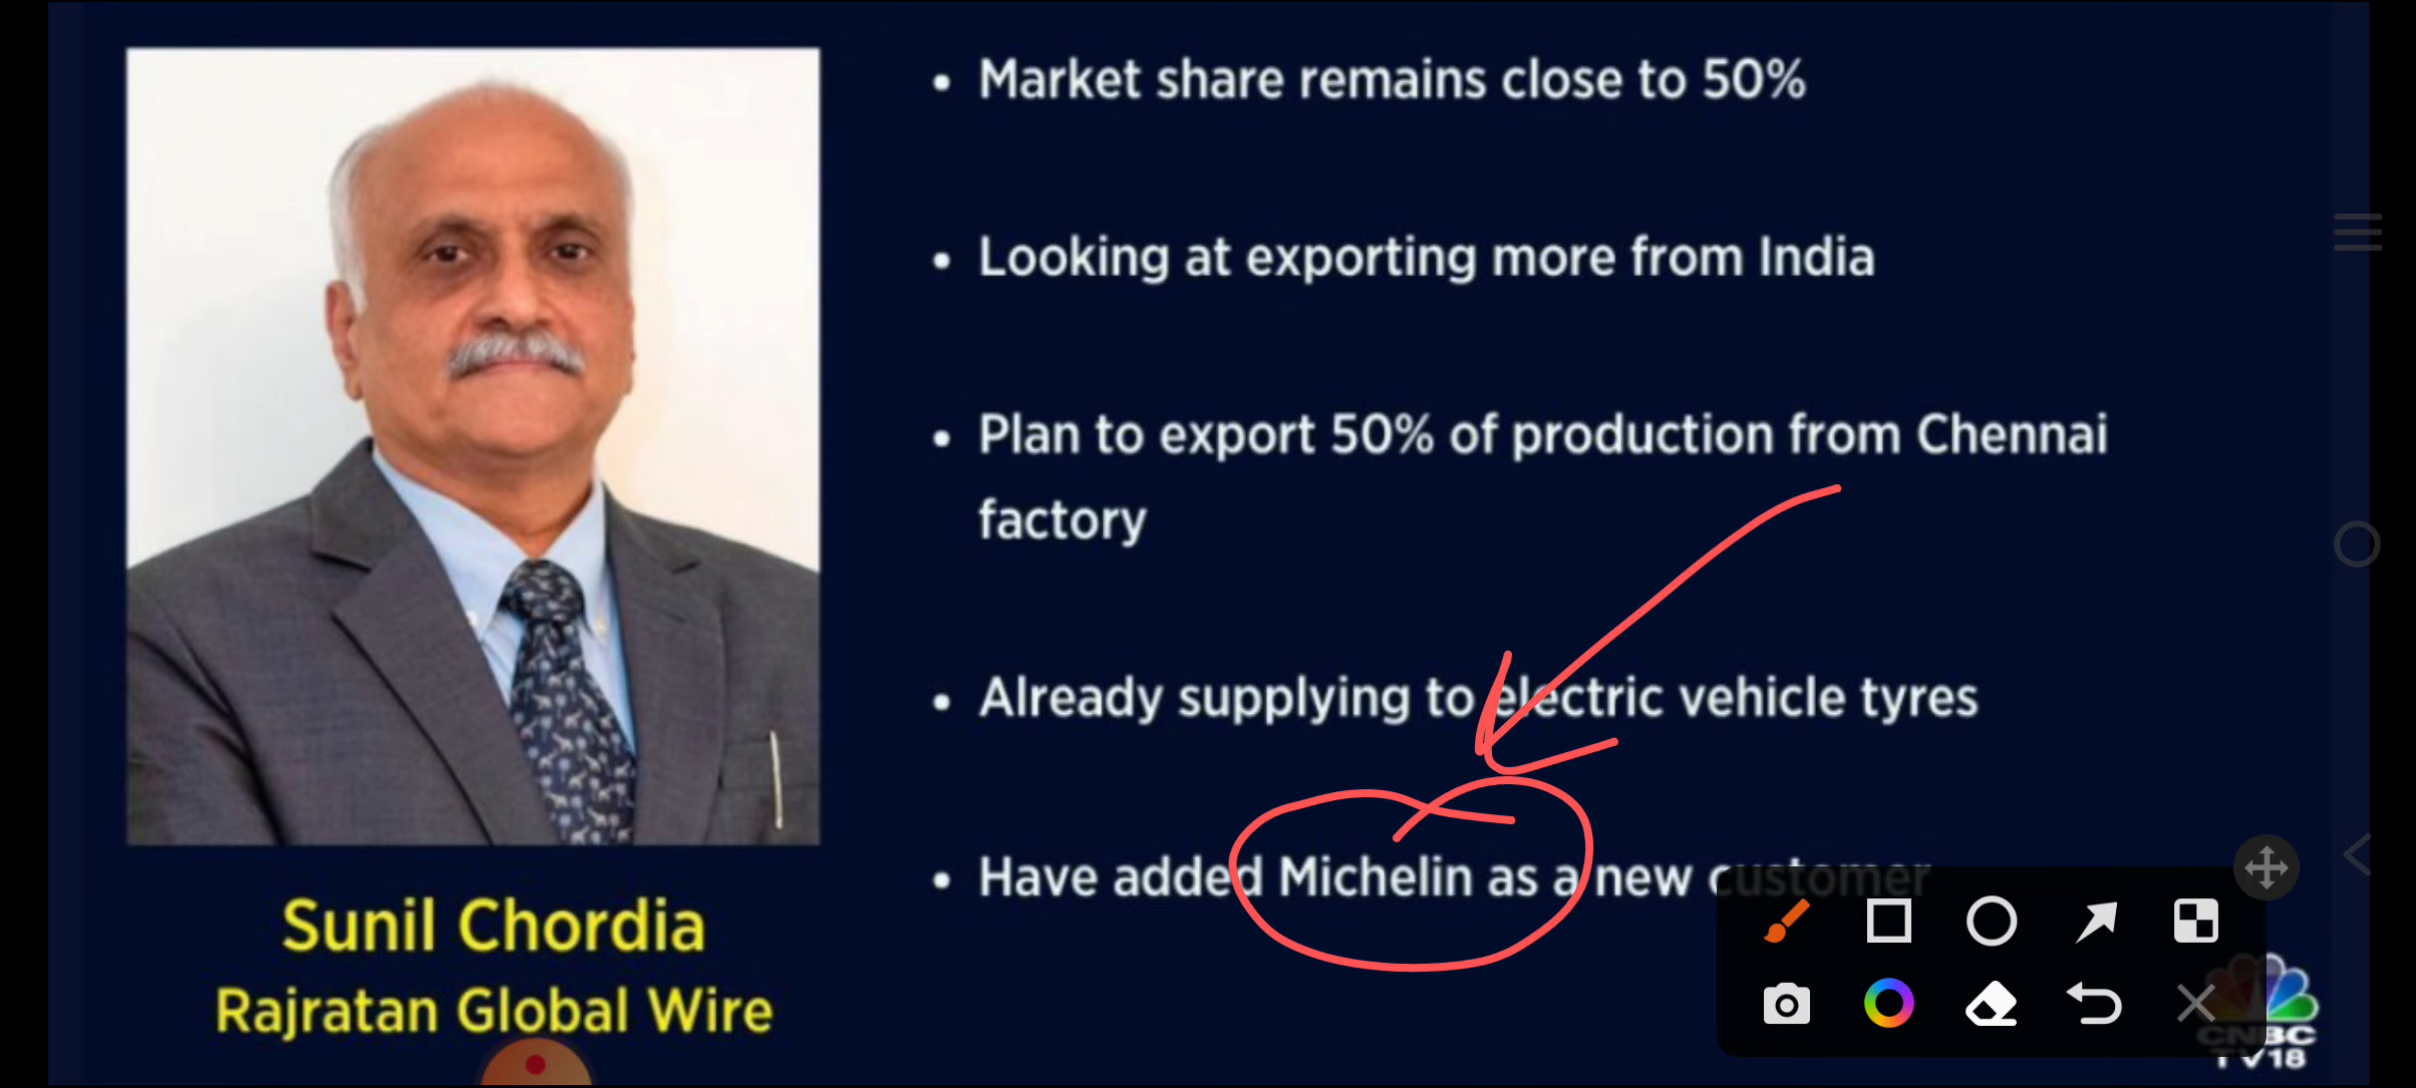 • Market share remains close to 50%
• Looking at exporting more from India
• Plan to export 50% of production from Chennai
factory
• Already supplying to electric vehicle tyres
• Have added Michelin as a new customer
Sunil Chordia
Rajratan Global Wire
CNBC
TV18